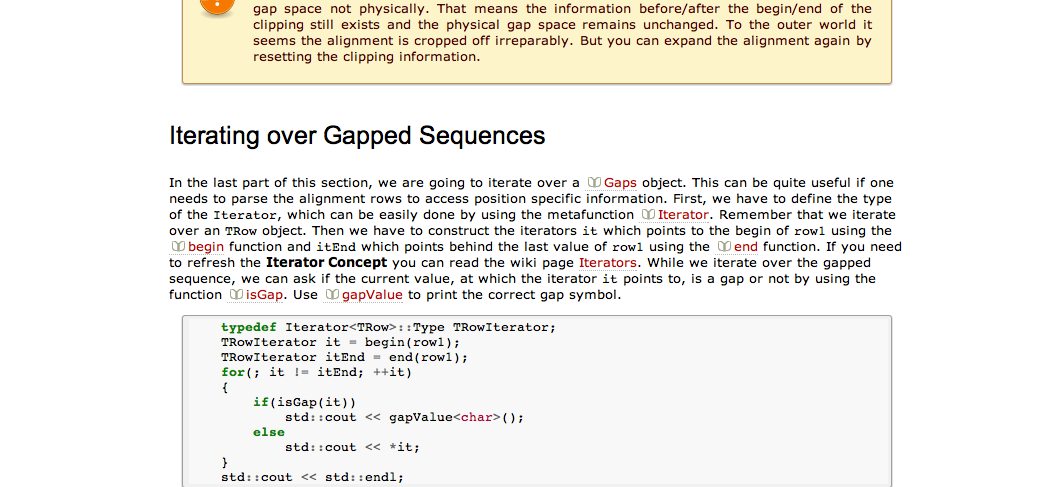 gap space not physically. That means the information before/after the begin/end of the
clipping still exists and the physical gap space remains unchanged. To the outer world it
seems the alignment is cropped off irreparably. But you can expand the alignment again by
resetting the clipping information.
Iterating over Gapped Sequences
In the last part of this section, we are going to iterate over a Gaps object. This can be quite useful if one
needs to parse the alignment rows to access position specific information. First, we have to define the type
of the Iterator, which can be easily done by using the metafunction Iterator. Remember that we iterate
over an TRow object. Then we have to construct the iterators it which points to the begin of row1 using the
begin function and itEnd which points behind the last value of row1 using the end function. If you need
to refresh the Iterator Concept you can read the wiki page Iterators. While we iterate over the gapped
sequence, we can ask if the current value, at which the iterator it points to, is a gap or not by using the
function isGap. Use gapValue to print the correct gap symbol.
typedef Iterator<TRow>::Type TRowIterator;
TRowIterator it = begin(row1);
TRowIterator itEnd = end(row1);
for(; it != itEnd; ++it)
{
    if(isGap(it))
        std::cout << gapValue<char>();
    else
        std::cout << *it;
}
std::cout << std::endl;